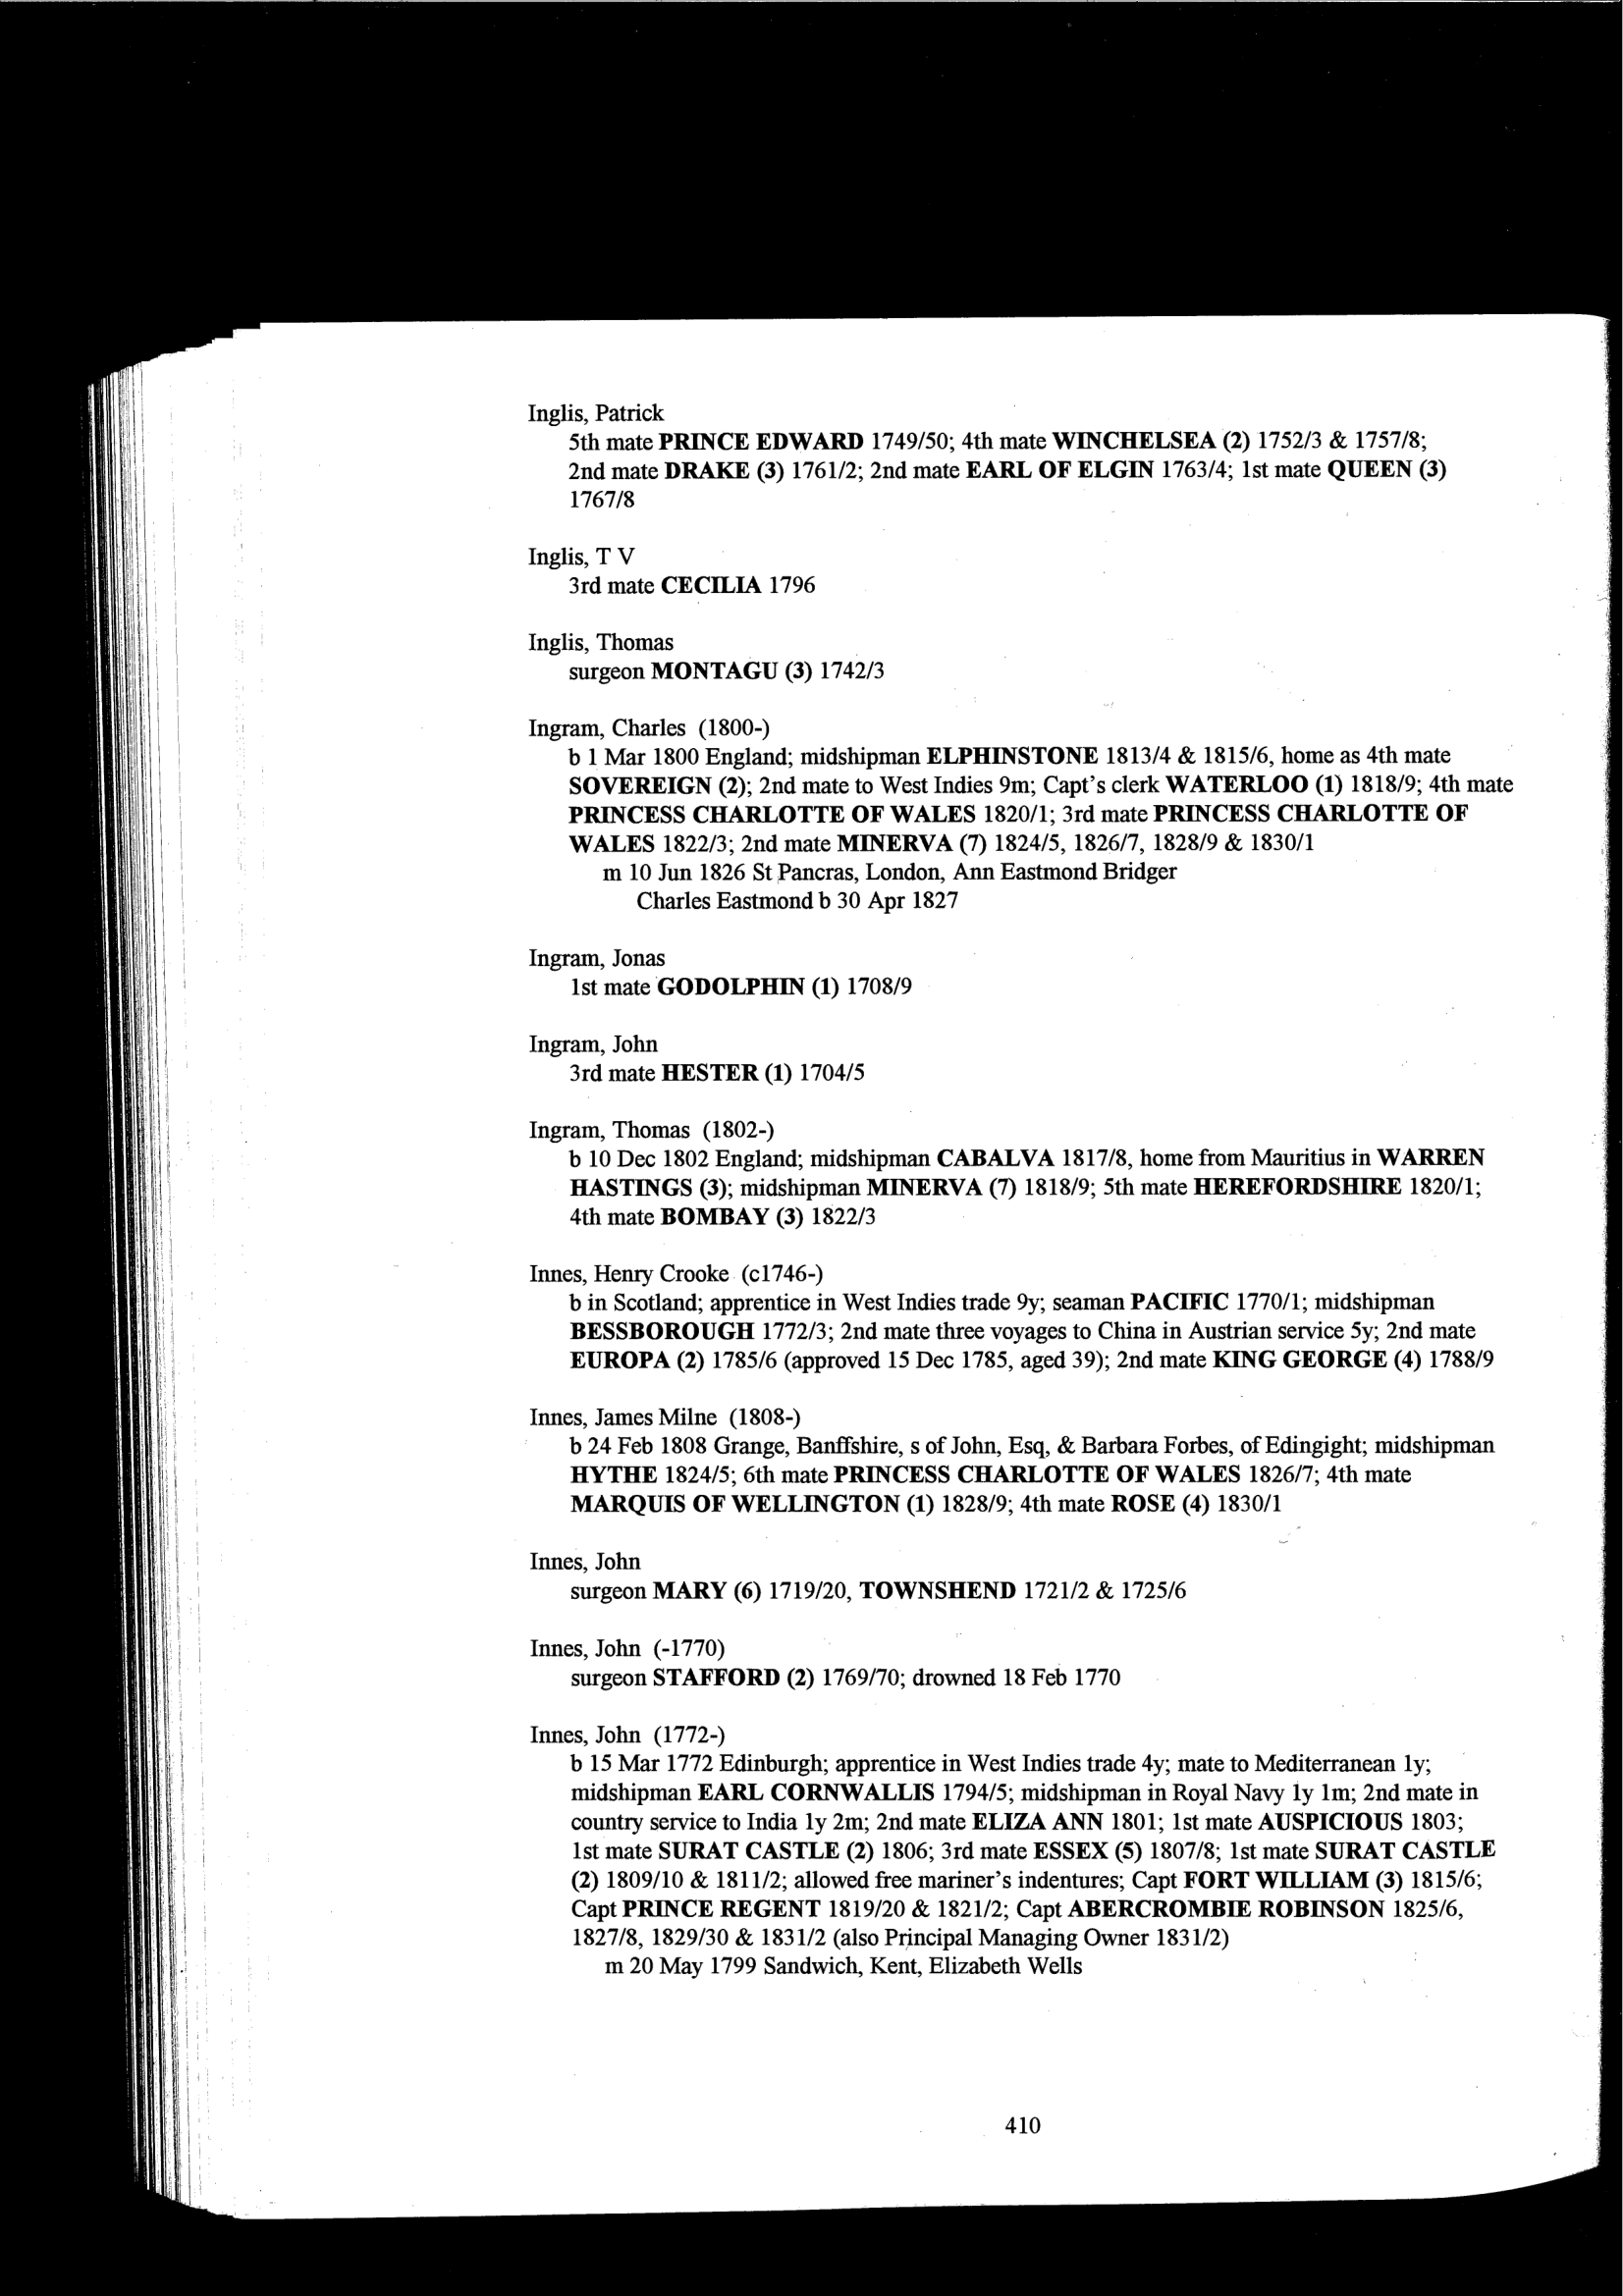 Inglis, Patrick
5th mate PRINCE EDWARD 1749/50; 4th mate WINCHELSEA (2) 1752/3 & 1757/8;
2nd mate DRAKE (3) 1761/2; 2nd mate EARL OF ELGIN 1763/4; 1st mate QUEEN (3)
1767/8
Inglis, T V
3rd mate CECILIA 1796
Inglis, Thomas
surgeon MONTAGU (3) 1742/3
Ingram, Charles (1800-)
b 1 Mar 1800 England; midshipman ELPHINSTONE 1813/4 & 1815/6, home as 4th mate
SOVEREIGN (2); 2nd mate to West Indies 9m; Capt's clerk WATERLOO (1) 1818/9; 4th mate
PRINCESS CHARLOTTE OF WALES 1820/1; 3rd mate PRINCESS CHARLOTTE OF
WALES 1822/3; 2nd mate MINERVA (7) 1824/5, 1826/7, 1828/9 & 1830/1
m 10 Jun 1826 St Pancras, London, Ann Eastmond Bridger
Charles Eastmond b 30 Apr 1827
Ingram, Jonas
1st mate GODOLPHIN (1) 1708/9
Ingram, John
3rd mate HESTER (1) 1704/5
Ingram, Thomas (1802-)
b 10 Dec 1802 England; midshipman CABALVA 1817/8, home from Mauritius in WARREN
HASTINGS (3); midshipman MINERVA (7) 1818/9; 5th mate HEREFORDSHIRE 1820/1;
4th mate BOMBAY (3) 1822/3
Innes, Henry Crooke (c1746-)
b in Scotland; apprentice in West Indies trade 9y; seaman PACIFIC 1770/1; midshipman
BESSBOROUGH 1772/3; 2nd mate three voyages to China in Austrian service 5y; 2nd mate
EUROPA (2) 1785/6 (approved 15 Dec 1785, aged 39); 2nd mate KING GEORGE (4) 1788/9
Innes, James Milne (1808-)
b 24 Feb 1808 Grange, Banffshire, s of John, Esq, & Barbara Forbes, of Edingight; midshipman
HYTHE 1824/5; 6th mate PRINCESS CHARLOTTE OF WALES 1826/7; 4th mate
MARQUIS OF WELLINGTON (1) 1828/9; 4th mate ROSE (4) 1830/1
Innes, John
surgeon MARY (6) 1719/20, TOWNSHEND 1721/2 & 1725/6
Innes, John (-1770)
surgeon STAFFORD (2) 1769/70; drowned 18 Feb 1770
Innes, John (1772-)
b 15 Mar 1772 Edinburgh; apprentice in West Indies trade 4y; mate to Mediterranean 1y;
midshipman EARL CORNWALLIS 1794/5; midshipman in Royal Navy 1y 1m; 2nd mate in
country service to India 1y 2m; 2nd mate ELIZA ANN 1801; 1st mate AUSPICIOUS 1803;
1st mate SURAT CASTLE (2) 1806; 3rd mate ESSEX (5) 1807/8; 1st mate SURAT CASTLE
(2) 1809/10 & 1811/2; allowed free mariner's indentures; Capt FORT WILLIAM (3) 1815/6;
Capt PRINCE REGENT 1819/20 & 1821/2; Capt ABERCROMBIE ROBINSON 1825/6,
1827/8, 1829/30 & 1831/2 (also Principal Managing Owner 1831/2)
m 20 May 1799 Sandwich, Kent, Elizabeth Wells
410